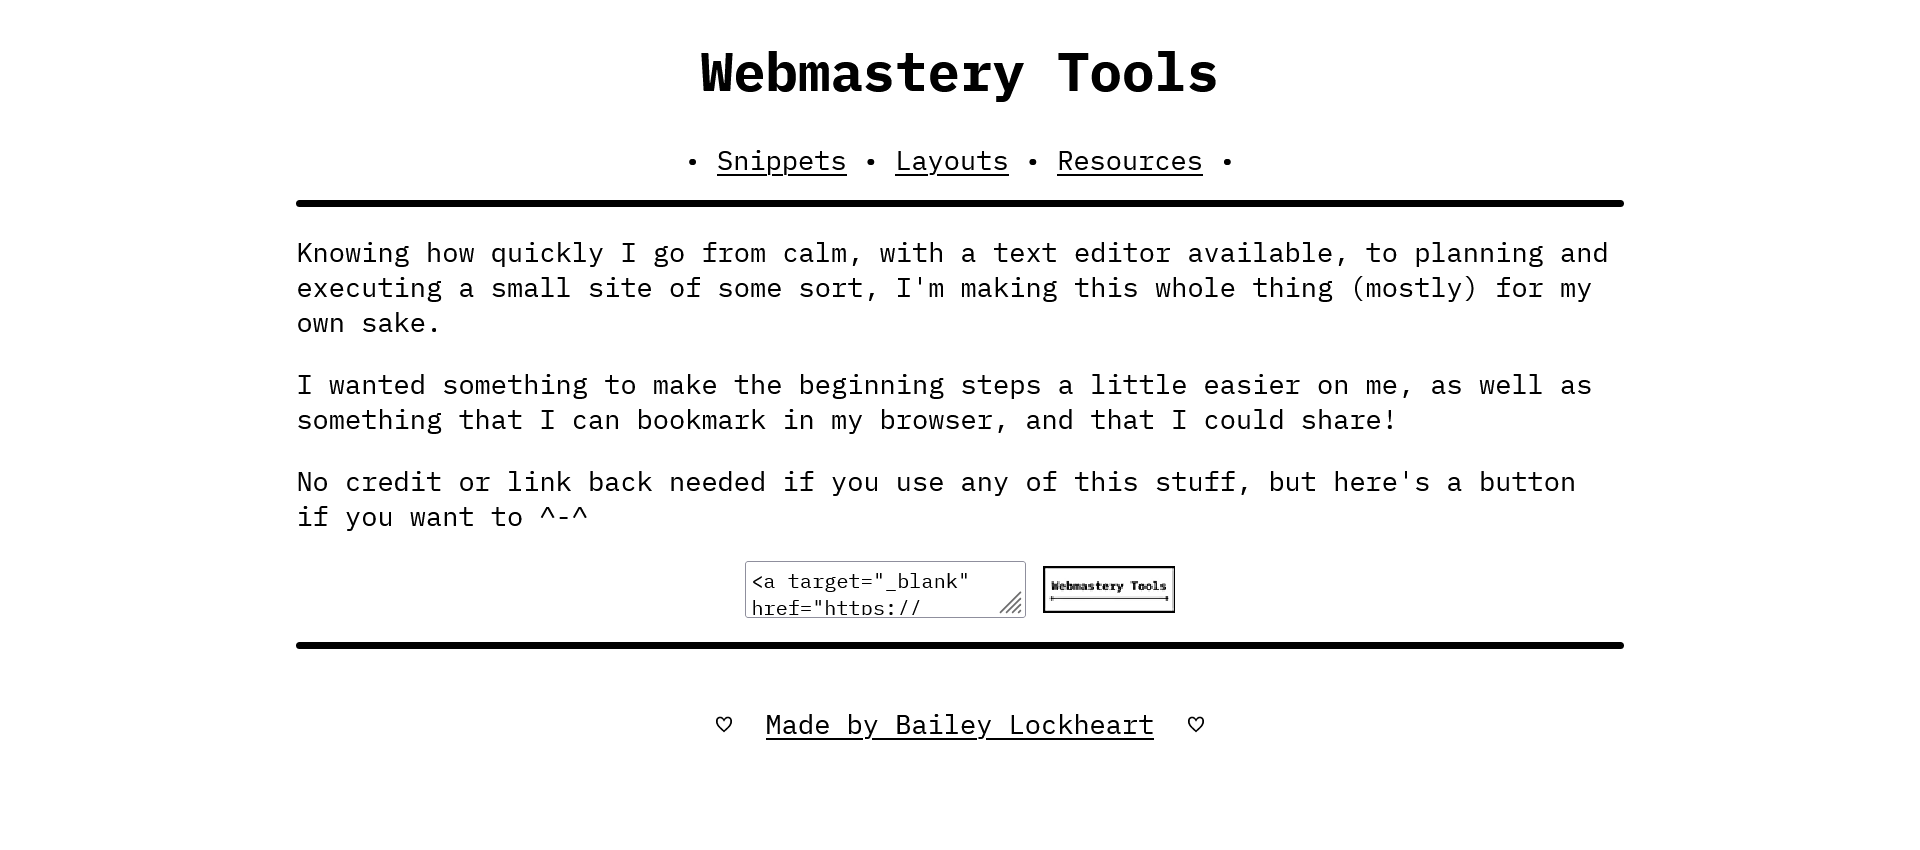 Webmastery Tools
• Snippets • Layouts • Resources •
Knowing how quickly I go from calm, with a text editor available, to planning and
executing a small site of some sort, I'm making this whole thing (mostly) for my
own sake.
I wanted something to make the beginning steps a little easier on me, as well as
something that I can bookmark in my browser, and that I could share!
No credit or link back needed if you use any of this stuff, but here's a button
if you want to ^-^
<a target="_blank"
href="https://
Webmastery Tools
♡ Made by Bailey Lockheart ♡